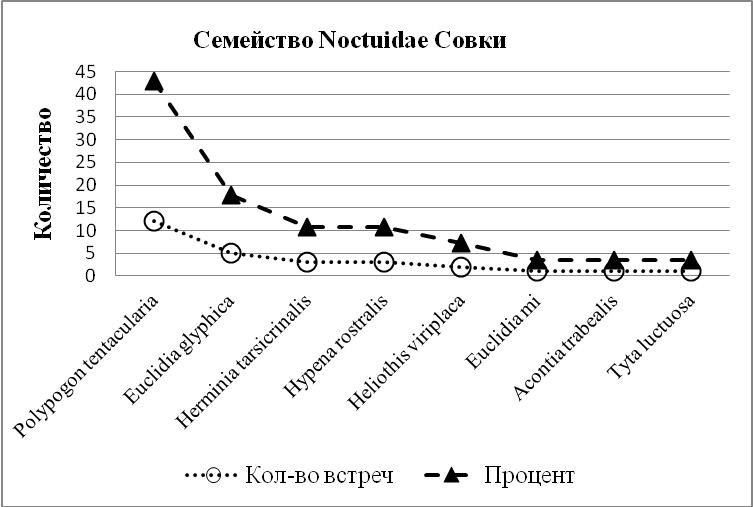 Семейство Noctuidae Совки
Количество
45
40
35
30
25
20
15
10
5
0
Polypogon tentacularia
Euclidia glyphica
Herminia tarsicrinalis
Hypena rostralis
Heliothis viriplaca
Euclidia mi
Acontia trabealis
Tyta luctuosa
Кол-во встреч
Процент